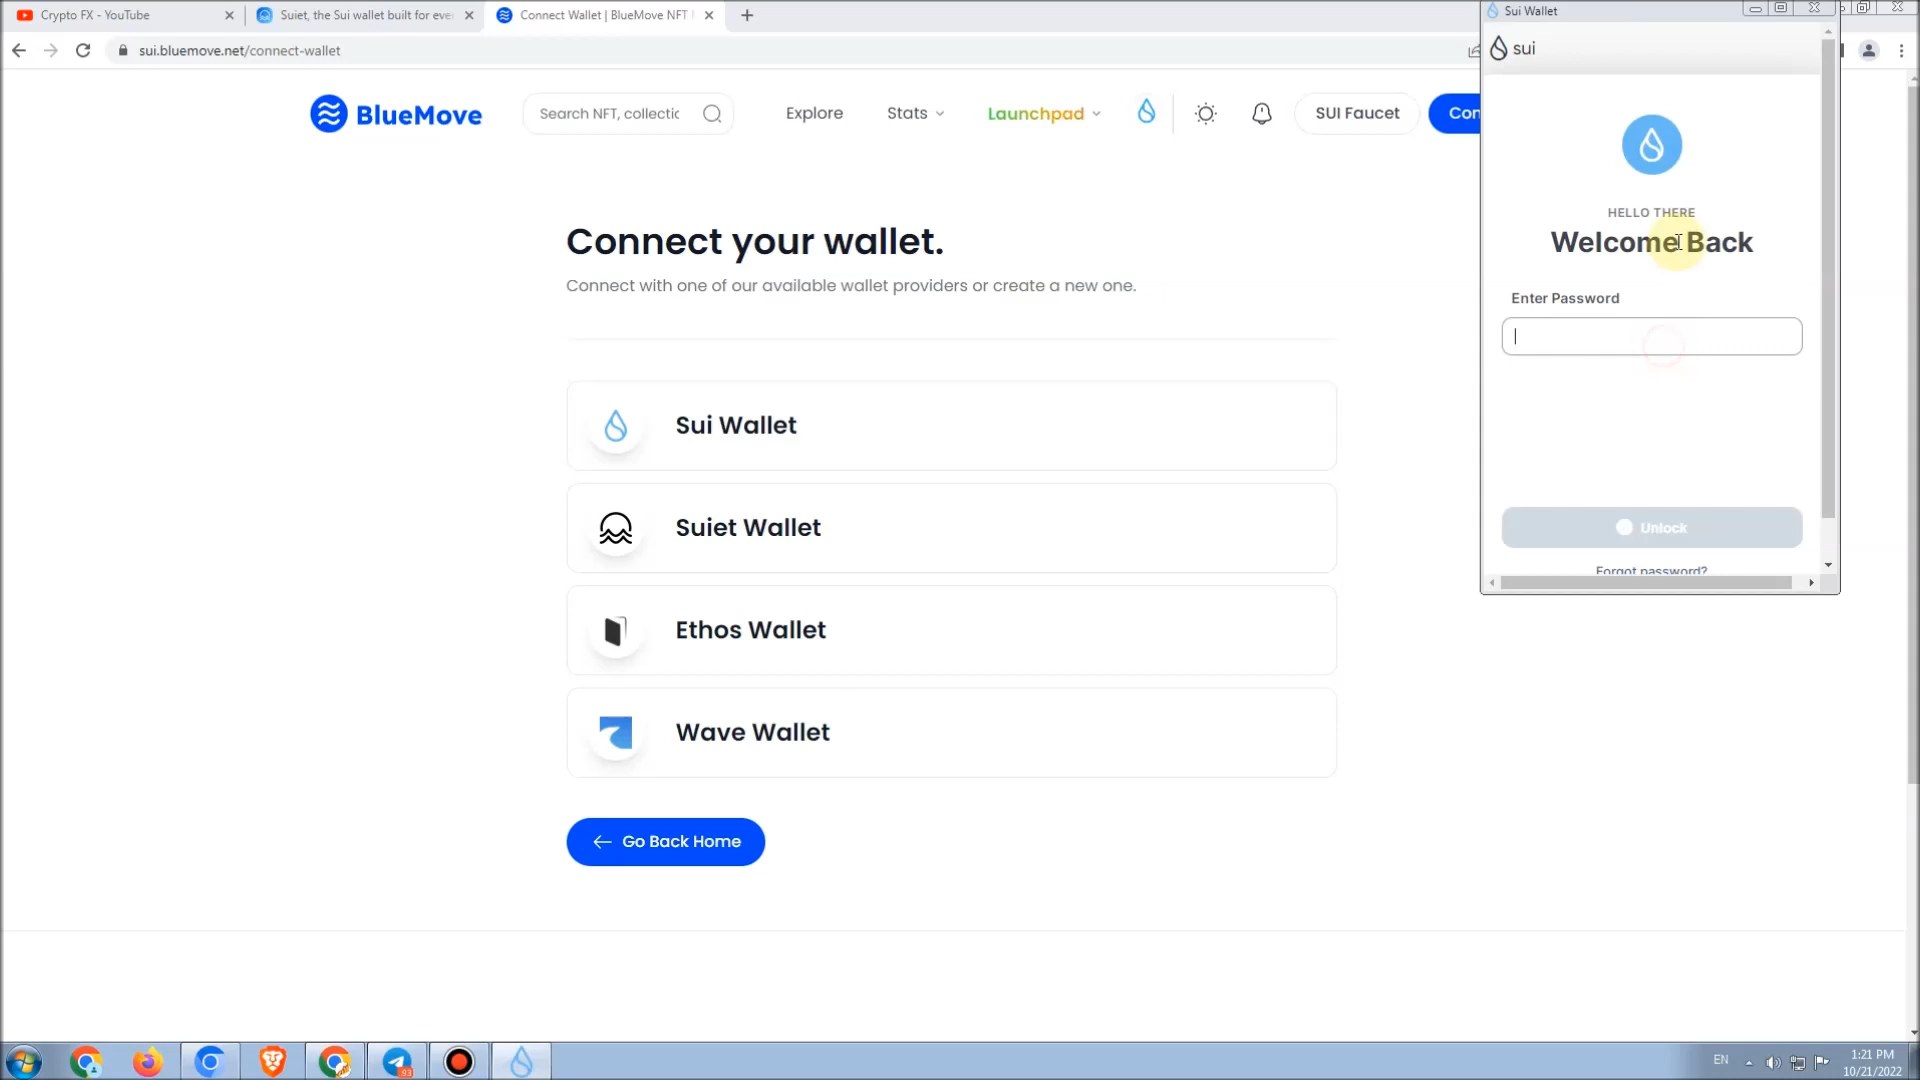 Crypto FX - YouTube
Suiet, the Sui wallet built for eve
Connect Wallet | BlueMove NFT
sui.bluemove.net/connect-wallet
BlueMove
Search NFT, collectic
Explore
Stats
Launchpad
SUI Faucet
Con
Connect your wallet.
Connect with one of our available wallet providers or create a new one.
Sui Wallet
Suiet Wallet
Ethos Wallet
Wave Wallet
Go Back Home
Sui Wallet
sui
HELLO THERE
Welcome Back
Enter Password
Unlock
Forgot password?
93
EN
1:21 PM
10/21/2022